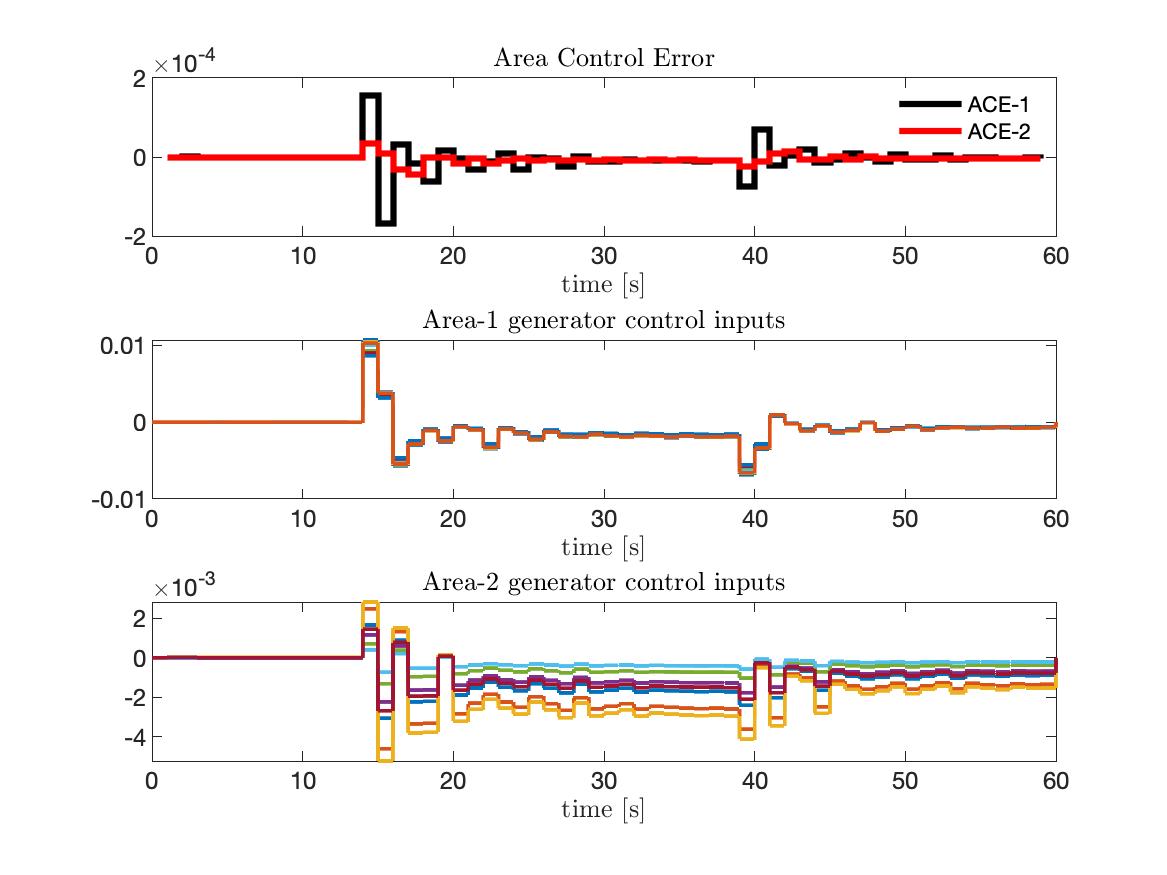 Area Control Error
×10-4
2
0
-2
ACE-1
ACE-2
0 10 20 30 40 50 60
time [s]
Area-1 generator control inputs
0.01
0
-0.01
0 10 20 30 40 50 60
time [s]
Area-2 generator control inputs
×10-3
2
0
-2
-4
0 10 20 30 40 50 60
time [s]